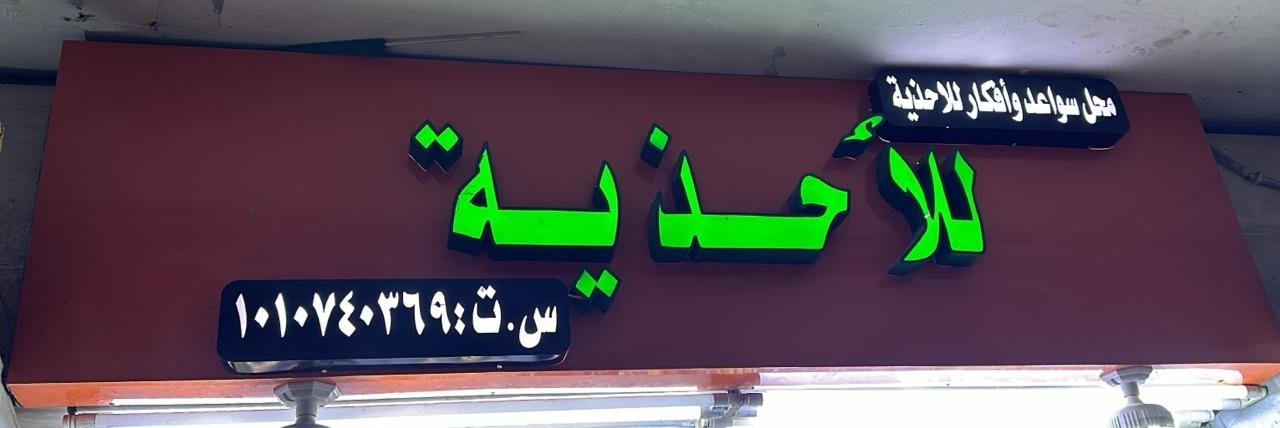 محل سواعد وأفكار للاحذية
للأحذية
س.ت:١٠١٠٧٤٠٣٦٩